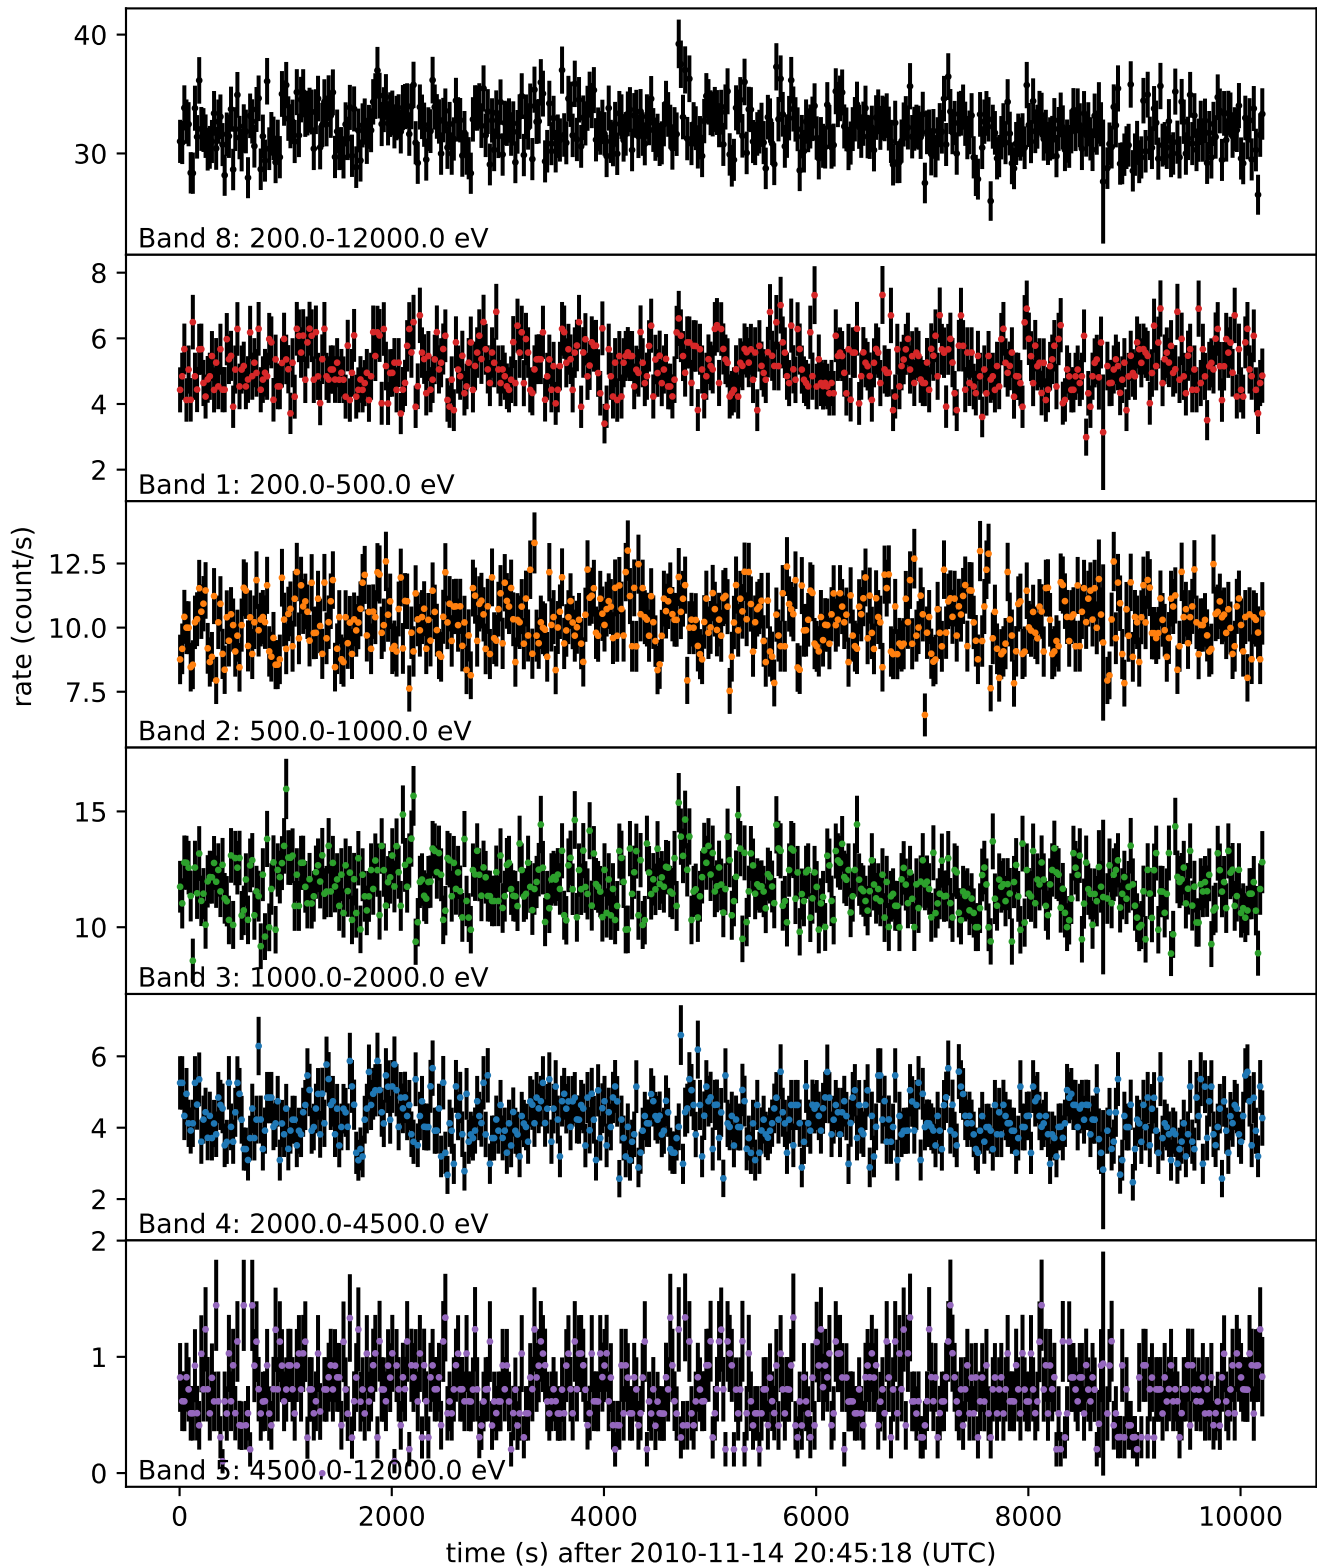 40
30
Band 8: 200.0-12000.0 eV
8
6
4
2
Band 1: 200.0-500.0 eV
rate (count/s)
12.5
10.0
7.5
Band 2: 500.0-1000.0 eV
15
10
Band 3: 1000.0-2000.0 eV
6
4
2
Band 4: 2000.0-4500.0 eV
2
1
0
Band 5: 4500.0-12000.0 eV
0 2000 4000 6000 8000 10000
time (s) after 2010-11-14 20:45:18 (UTC)